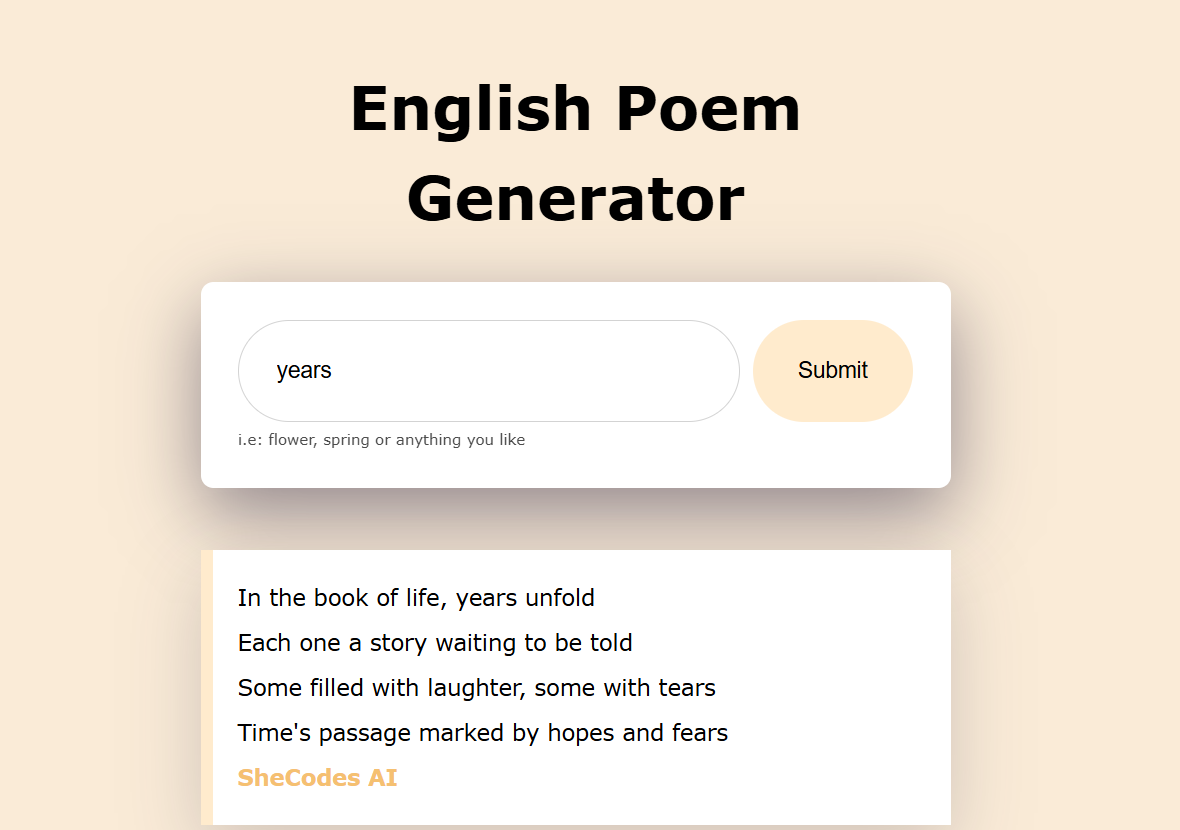 English Poem
Generator
years
Submit
i.e: flower, spring or anything you like
In the book of life, years unfold
Each one a story waiting to be told
Some filled with laughter, some with tears
Time's passage marked by hopes and fears
SheCodes AI